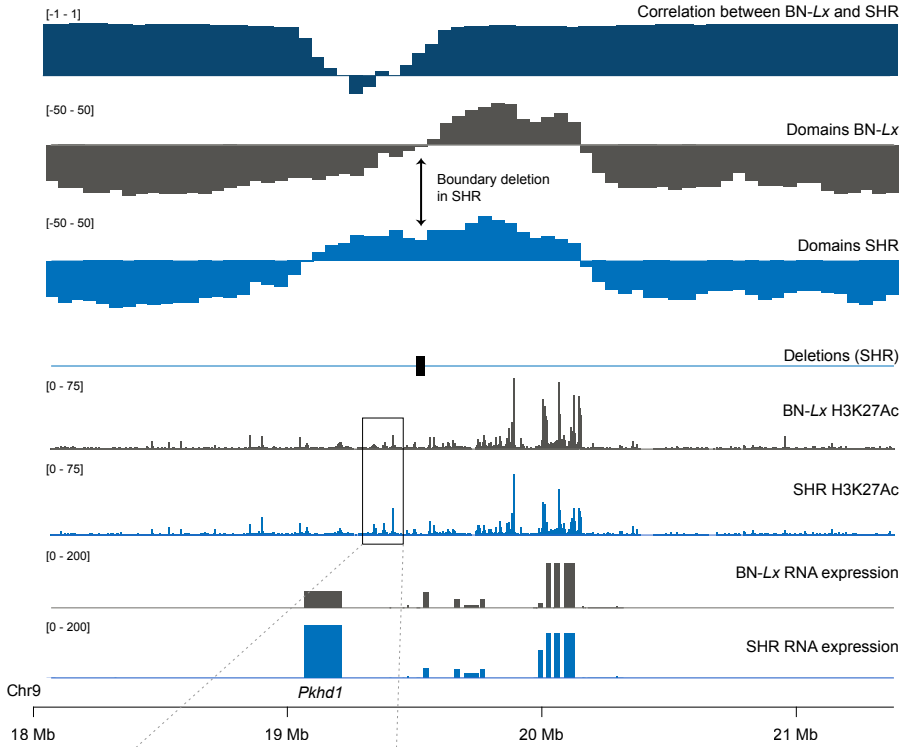 [-1 - 1]
Correlation between BN-Lx and SHR
[-50 - 50]
Domains BN-Lx
Boundary deletion
in SHR
[-50 - 50]
Domains SHR
Deletions (SHR)
[0 - 75]
BN-Lx H3K27Ac
[0 - 75]
SHR H3K27Ac
[0 - 200]
BN-Lx RNA expression
[0 - 200]
SHR RNA expression
Chr9
Pkhd1
18 Mb
19 Mb
20 Mb
21 Mb